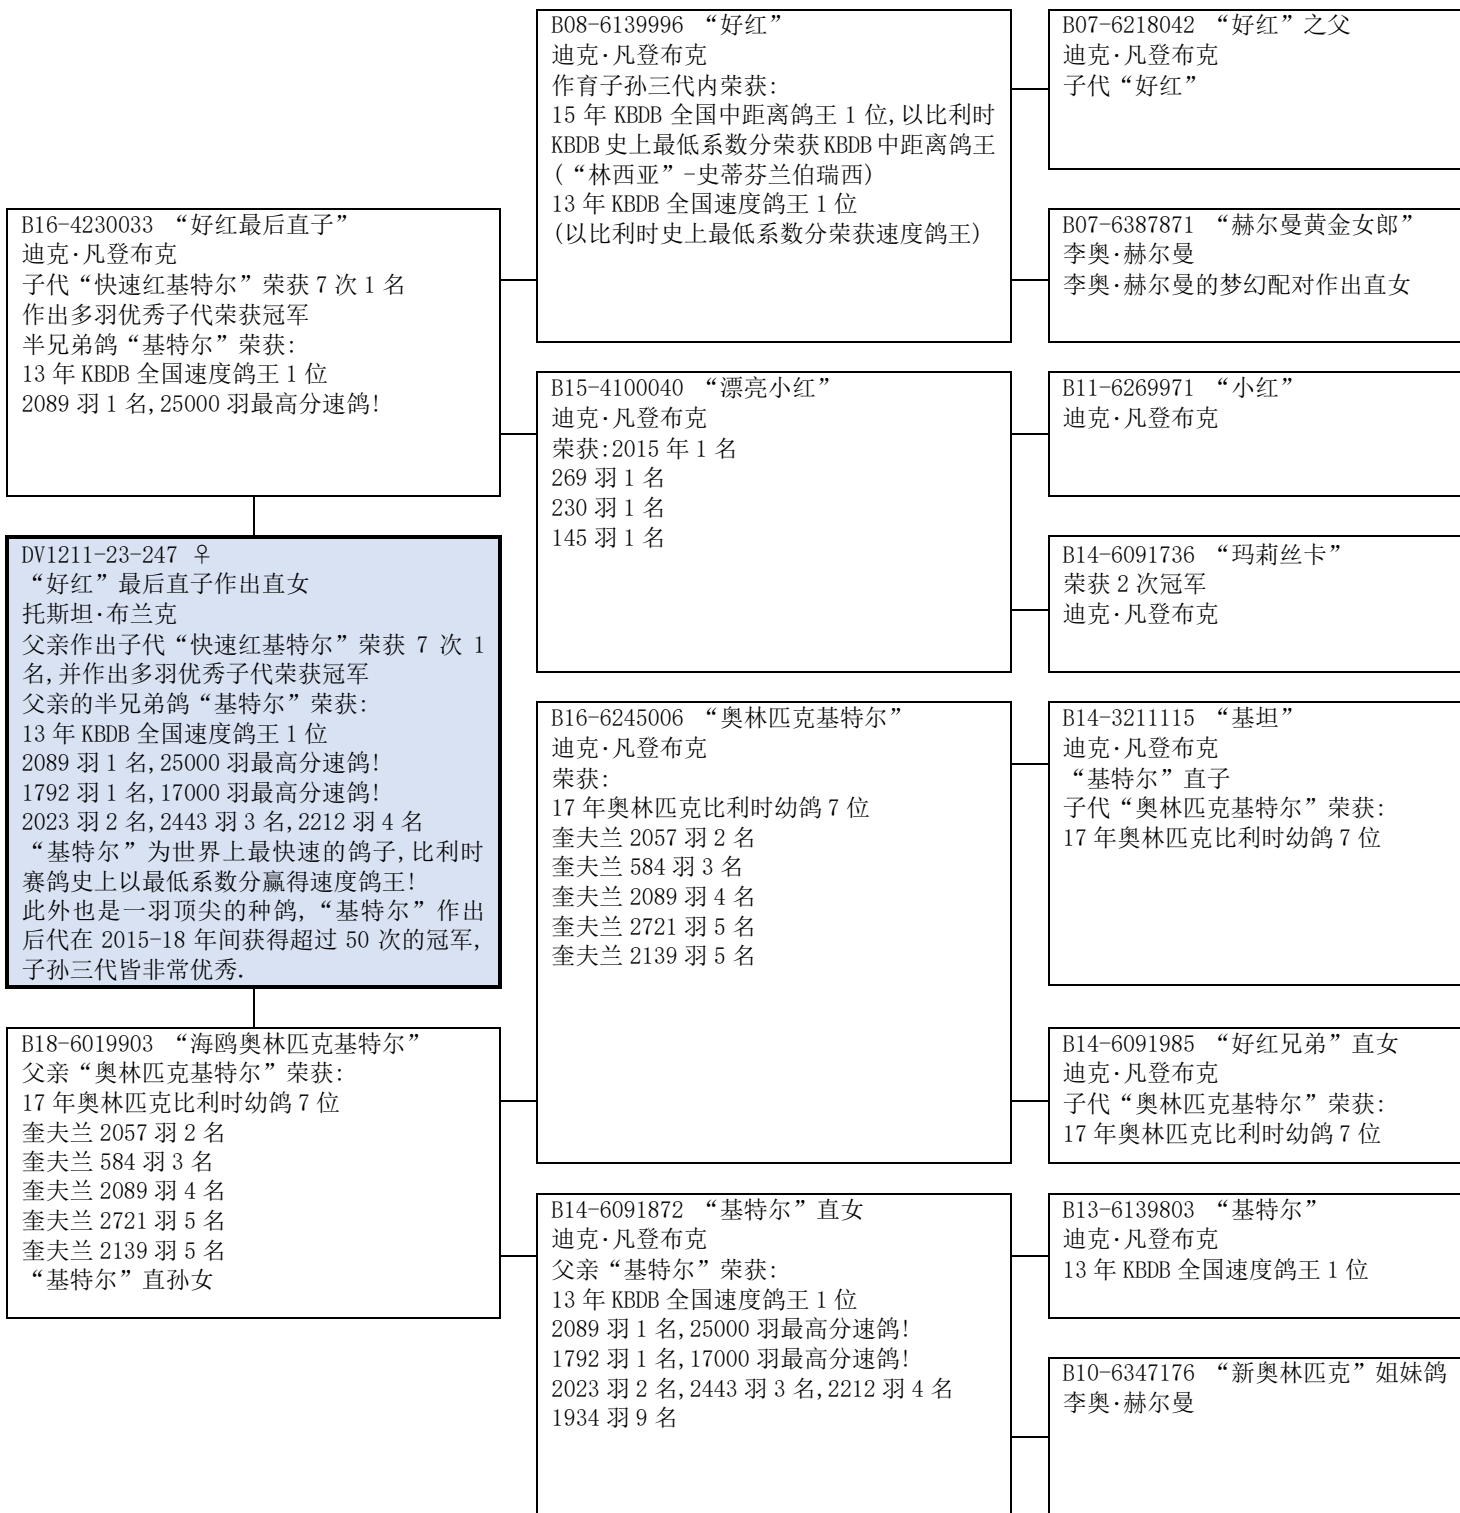 B16-4230033 “好红最后直子”
迪克·凡登布克
子代“快速红基特尔”荣获 7 次 1 名
作出多羽优秀子代荣获冠军
半兄弟鸽“基特尔”荣获:
13 年 KBDB 全国速度鸽王 1 位
2089 羽 1 名,25000 羽最高分速鸽!
DV1211-23-247 ♀
“好红”最后直子作出直女
托斯坦·布兰克
父亲作出子代“快速红基特尔”荣获 7 次 1
名,并作出多羽优秀子代荣获冠军
父亲的半兄弟鸽“基特尔”荣获:
13 年 KBDB 全国速度鸽王 1 位
2089 羽 1 名,25000 羽最高分速鸽!
1792 羽 1 名,17000 羽最高分速鸽!
2023 羽 2 名,2443 羽 3 名,2212 羽 4 名
“基特尔”为世界上最快速的鸽子,比利时
赛鸽史上以最低系数分赢得速度鸽王!
此外也是一羽顶尖的种鸽,“基特尔”作出
后代在 2015-18 年间获得超过 50 次的冠军,
子孙三代皆非常优秀.
B18-6019903 “海鸥奥林匹克基特尔”
父亲“奥林匹克基特尔”荣获:
17 年奥林匹克比利时幼鸽 7 位
奎夫兰 2057 羽 2 名
奎夫兰 584 羽 3 名
奎夫兰 2089 羽 4 名
奎夫兰 2721 羽 5 名
奎夫兰 2139 羽 5 名
“基特尔”直孙女
B08-6139996 “好红”
迪克·凡登布克
作育子孙三代内荣获:
15 年 KBDB 全国中距离鸽王 1 位,以比利时
KBDB 史上最低系数分荣获 KBDB 中距离鸽王
(“林西亚”-史蒂芬兰伯瑞西)
13 年 KBDB 全国速度鸽王 1 位
(以比利时史上最低系数分荣获速度鸽王)
B15-4100040 “漂亮小红”
迪克·凡登布克
荣获:2015 年 1 名
269 羽 1 名
230 羽 1 名
145 羽 1 名
B16-6245006 “奥林匹克基特尔”
迪克·凡登布克
荣获:
17 年奥林匹克比利时幼鸽 7 位
奎夫兰 2057 羽 2 名
奎夫兰 584 羽 3 名
奎夫兰 2089 羽 4 名
奎夫兰 2721 羽 5 名
奎夫兰 2139 羽 5 名
B14-6091872 “基特尔”直女
迪克·凡登布克
父亲“基特尔”荣获:
13 年 KBDB 全国速度鸽王 1 位
2089 羽 1 名,25000 羽最高分速鸽!
1792 羽 1 名,17000 羽最高分速鸽!
2023 羽 2 名,2443 羽 3 名,2212 羽 4 名
1934 羽 9 名
B07-6218042 “好红”之父
迪克·凡登布克
子代“好红”
B07-6387871 “赫尔曼黄金女郎”
李奥·赫尔曼
李奥·赫尔曼的梦幻配对作出直女
B11-6269971 “小红”
迪克·凡登布克
B14-6091736 “玛莉丝卡”
荣获 2 次冠军
迪克·凡登布克
B14-3211115 “基坦”
迪克·凡登布克
“基特尔”直子
子代“奥林匹克基特尔”荣获:
17 年奥林匹克比利时幼鸽 7 位
B14-6091985 “好红兄弟”直女
迪克·凡登布克
子代“奥林匹克基特尔”荣获:
17 年奥林匹克比利时幼鸽 7 位
B13-6139803 “基特尔”
迪克·凡登布克
13 年 KBDB 全国速度鸽王 1 位
B10-6347176 “新奥林匹克”姐妹鸽
李奥·赫尔曼